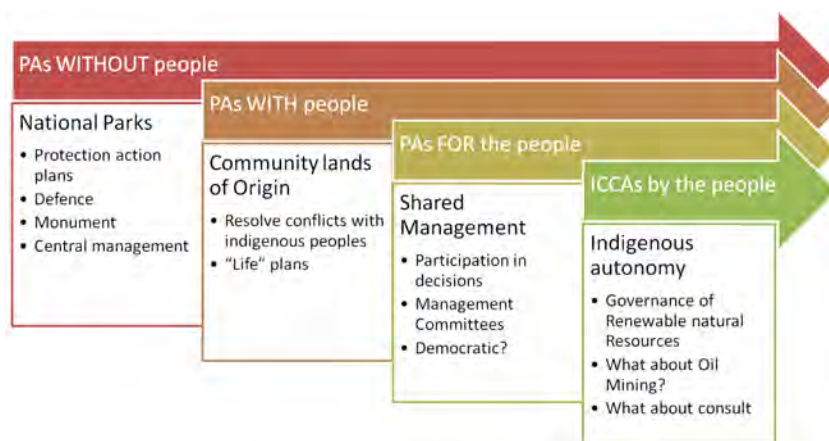 PAs WITHOUT people
National Parks
• Protection action
plans
• Defence
• Monument
• Central management
PAs WITH people
Community lands
of Origin
• Resolve conflicts with
indigenous peoples
• "Life" plans
PAs FOR the people
Shared
Management
• Participation in
decisions
• Management
Committees
• Democratic?
ICCAs by the people
Indigenous
autonomy
• Governance of
Renewable natural
Resources
• What about Oil
Mining?
• What about consult